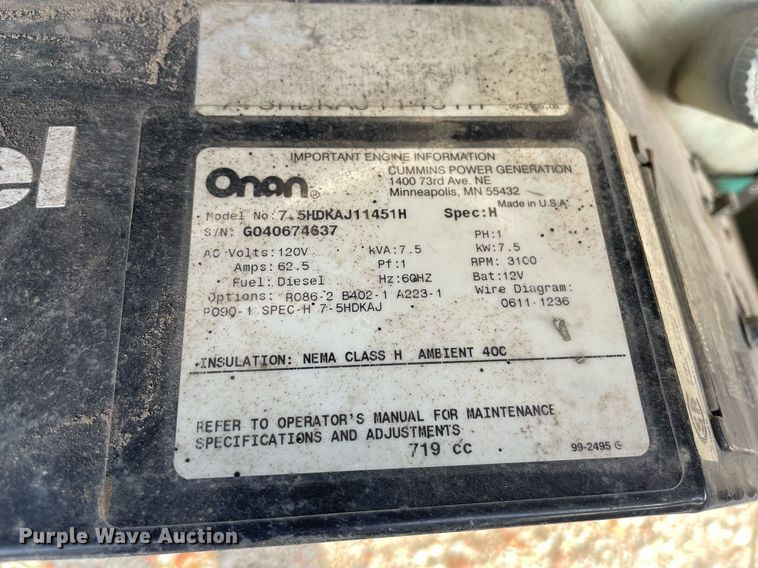 7.5HDKAJ11451H
el
IMPORTANT ENGINE INFORMATION
Onan®
CUMMINS POWER GENERATION
1400 73rd Ave. NE
Minneapolis, MN 55432
Made in U.S.A.
Model No: 7.5HDKAJ11451H Spec:H
S/N: G040674637 PH:1
AC Volts:120V kVA:7.5 kW:7.5
Amps:62.5 Pf:1 RPM: 3100
Fuel: Diesel Hz:60HZ Bat:12V
Options: R086-2 B402-1 A223-1 Wire Diagram:
P090-1 SPEC-H 7-5HDKAJ 0611-1236
INSULATION: NEMA CLASS H AMBIENT 40C
REFER TO OPERATOR'S MANUAL FOR MAINTENANCE
SPECIFICATIONS AND ADJUSTMENTS
719 cc 99-2495 G
Purple Wave Auction